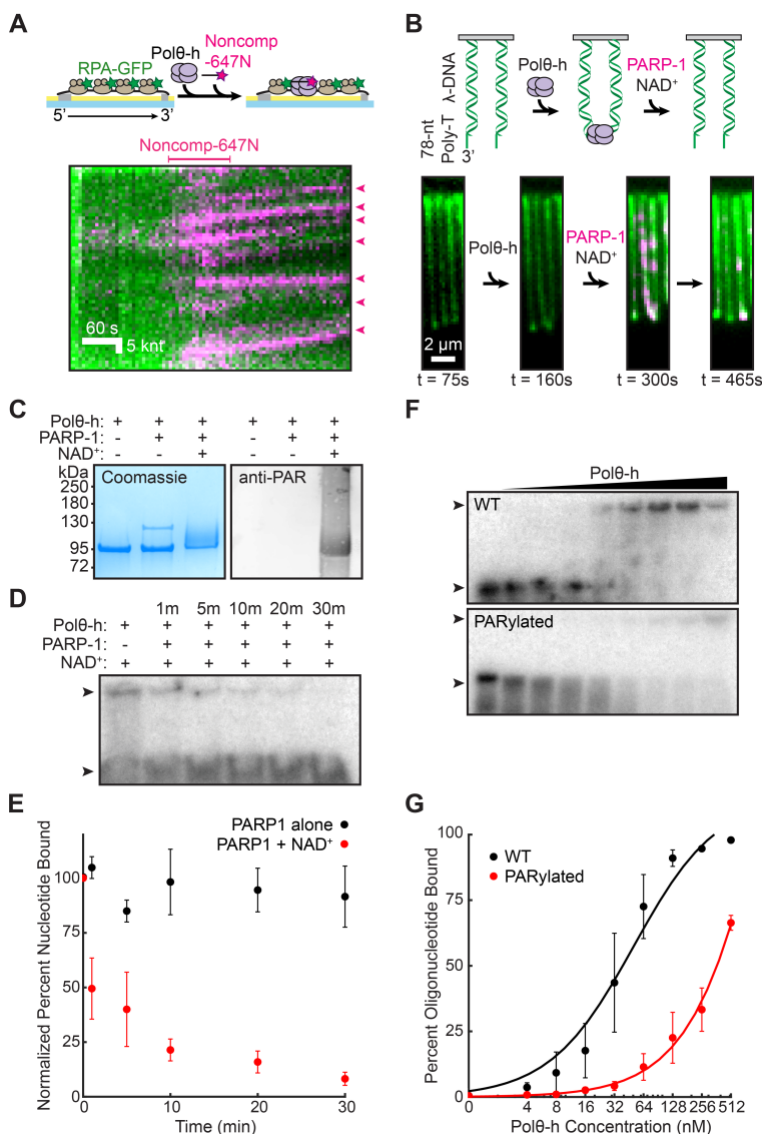 A
RPA-GFP
Polθ-h
Noncomp
-647N
5'
3'
Noncomp-647N
60 s
5 knt
B
78-nt
Poly-T
λ-DNA
3'
Polθ-h
PARP-1
NAD⁺
Polθ-h
PARP-1
NAD⁺
2 µm
t = 75s
t = 160s
t = 300s
t = 465s
C
Polθ-h: + + + + + +
PARP-1: - + + - + +
NAD⁺: - - + - - +
kDa
250
180
130
95
72
Coomassie
anti-PAR
D
1m 5m 10m 20m 30m
Polθ-h: + + + + + +
PARP-1: - + + + + +
NAD⁺: + + + + + +
E
PARP1 alone
PARP1 + NAD⁺
Normalized Percent Nucleotide Bound
100
75
50
25
0
0 10 20 30
Time (min)
F
Polθ-h
WT
PARylated
G
WT
PARylated
Percent Oligonucleotide Bound
100
75
50
25
0
0 4 8 16 32 64 128 256 512
Polθ-h Concentration (nM)